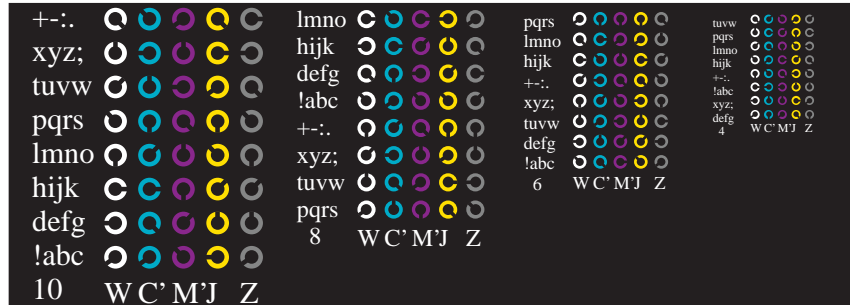 +-:.
xyz;
tuvw
pqrs
lmno
hijk
defg
!abc
10 W C' M'J Z
lmno
hijk
defg
!abc
+-:.
xyz;
tuvw
pqrs
8 W C' M'J Z
pqrs
lmno
hijk
+-:.
xyz;
tuvw
defg
!abc
6 W C' M'J Z
tuvw
pqrs
lmno
hijk
+-:.
!abc
xyz;
defg
4 W C' M'J Z